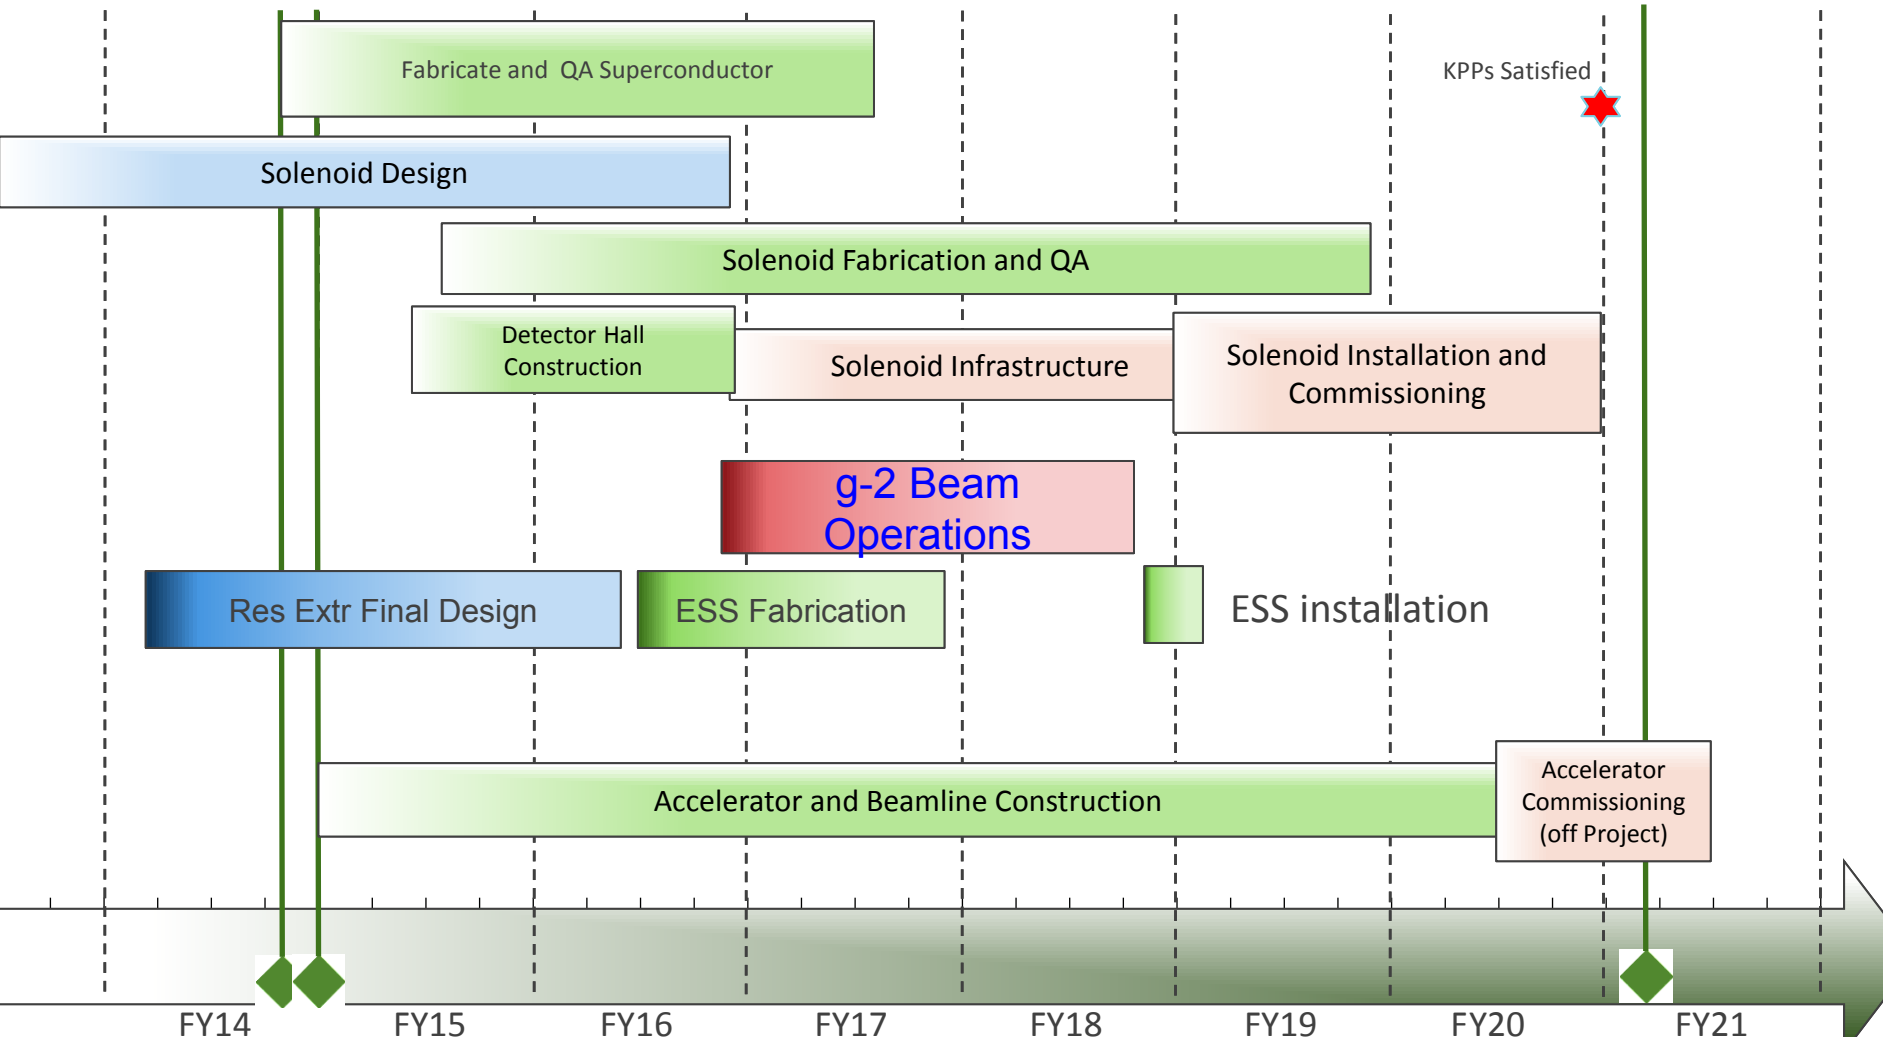 Fabricate and QA Superconductor
KPPs Satisfied
Solenoid Design
Solenoid Fabrication and QA
Detector Hall
Construction
Solenoid Infrastructure
Solenoid Installation and
Commissioning
g-2 Beam
Operations
Res Extr Final Design
ESS Fabrication
ESS installation
Accelerator and Beamline Construction
Accelerator
Commissioning
(off Project)
FY14
FY15
FY16
FY17
FY18
FY19
FY20
FY21